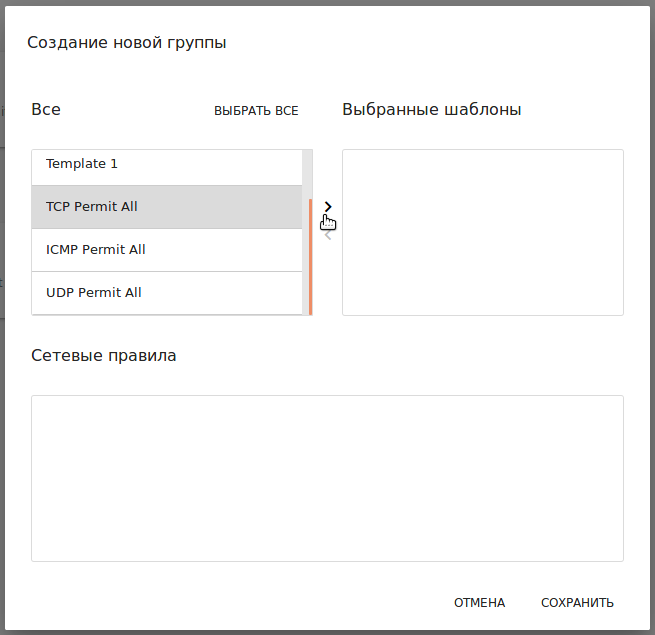 Создание новой группы
Все
ВЫБРАТЬ ВСЕ
Выбранные шаблоны
Template 1
TCP Permit All
ICMP Permit All
UDP Permit All
Сетевые правила
ОТМЕНА
СОХРАНИТЬ